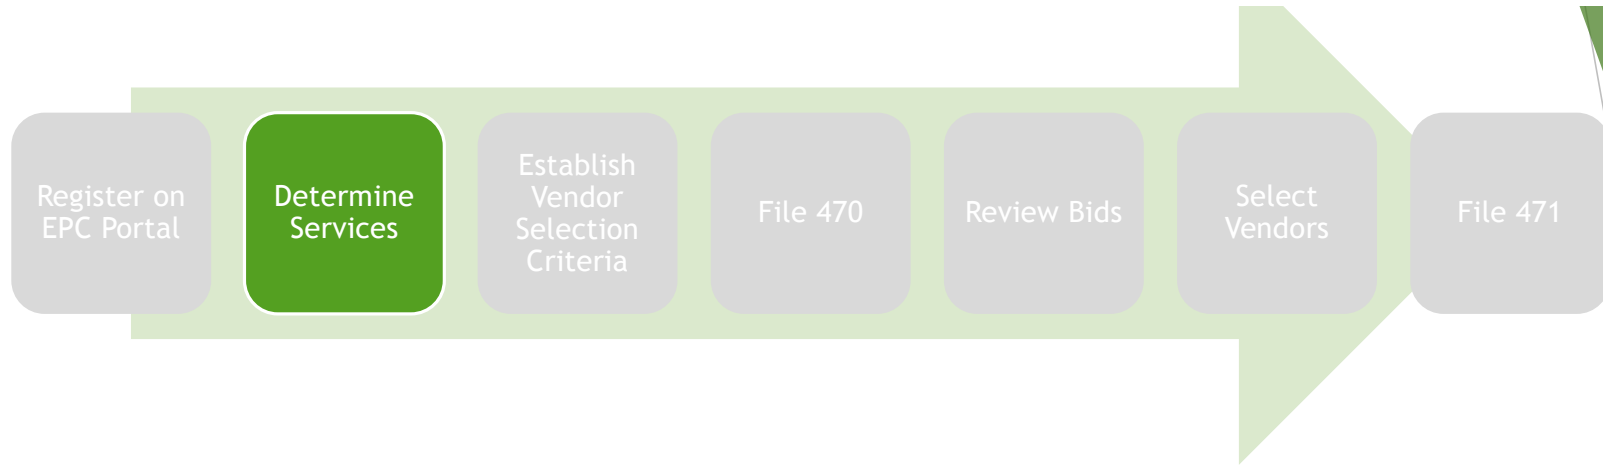 Register on
EPC Portal
Determine
Services
Establish
Vendor
Selection
Criteria
File 470
Review Bids
Select
Vendors
File 471